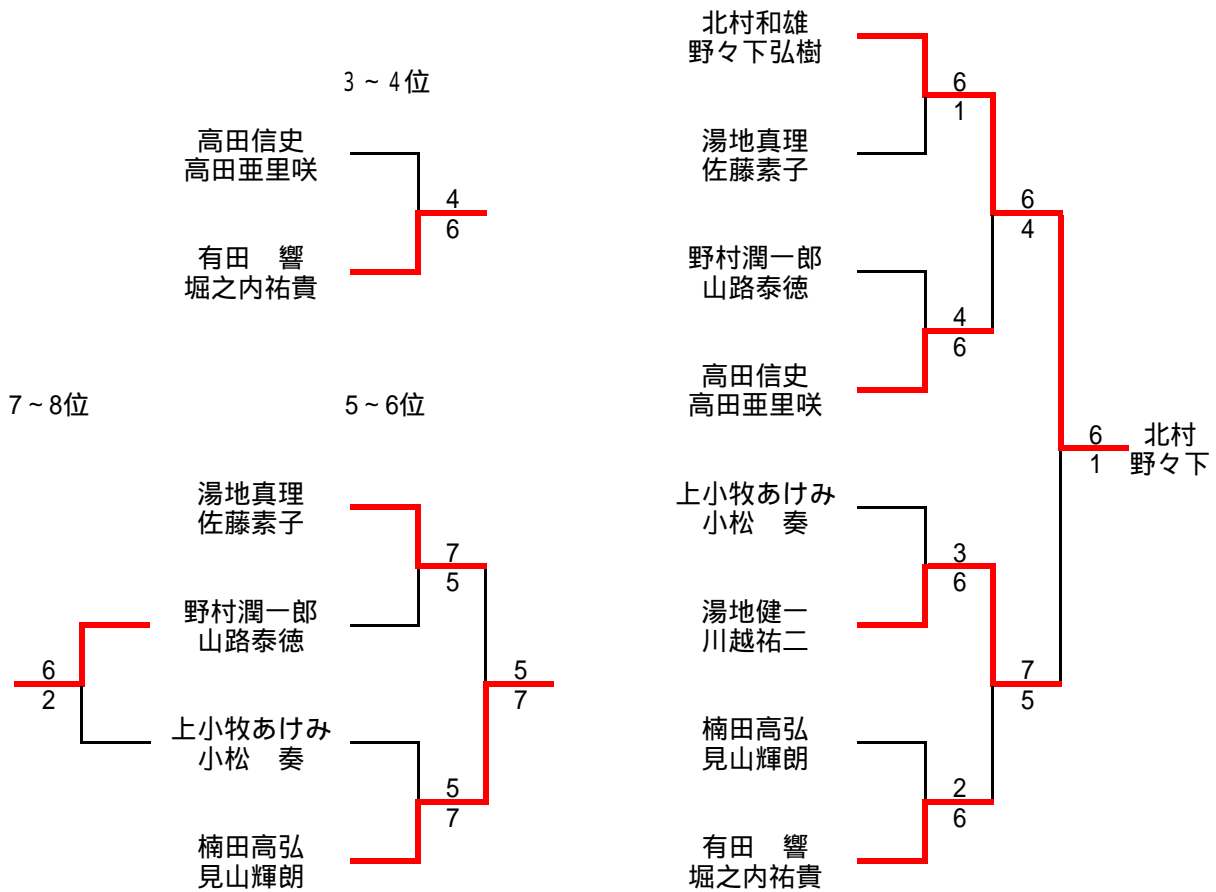 3～4位
高田信史
高田亜里咲
4
6
有田　響
堀之内祐貴
7～8位
5～6位
湯地真理
佐藤素子
7
5
野村潤一郎
山路泰徳
6
2
5
7
上小牧あけみ
小松　奏
5
7
楠田高弘
見山輝朗
北村和雄
野々下弘樹
6
1
湯地真理
佐藤素子
6
4
野村潤一郎
山路泰徳
4
6
高田信史
高田亜里咲
6
1
北村
野々下
上小牧あけみ
小松　奏
3
6
湯地健一
川越祐二
7
5
楠田高弘
見山輝朗
2
6
有田　響
堀之内祐貴